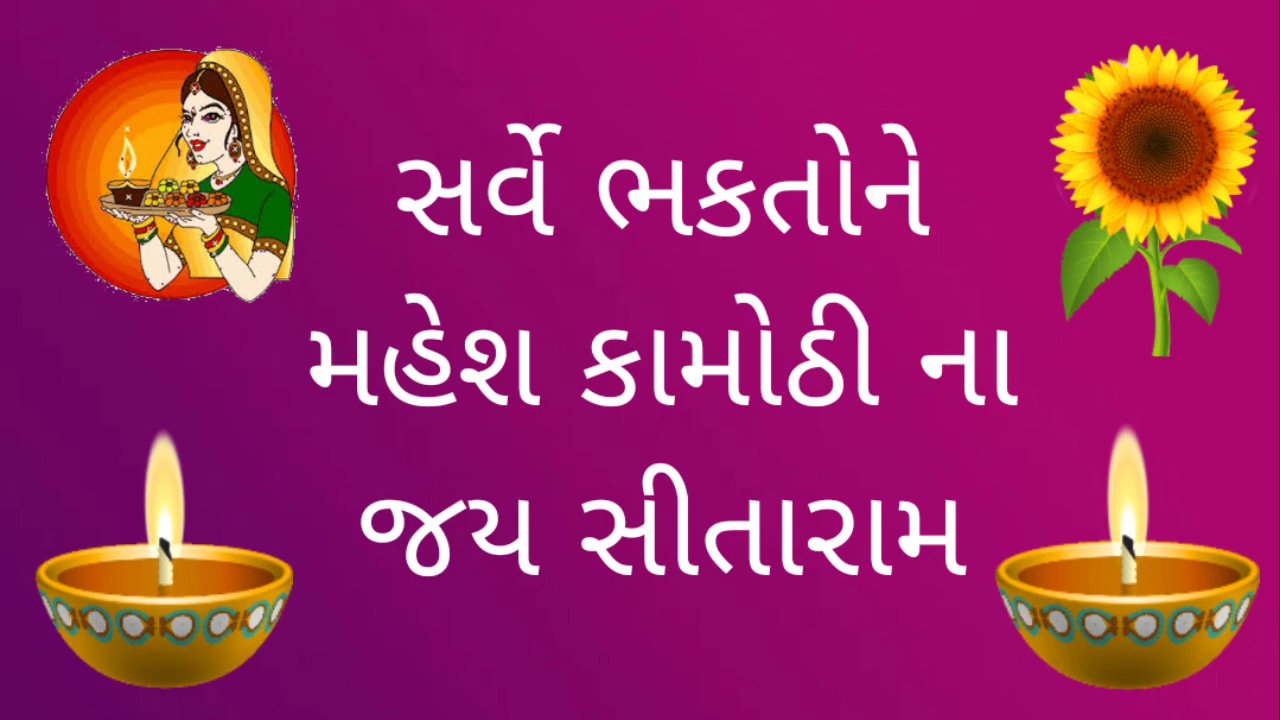 સર્વે ભકતોને
મહેશ કામોઠી ના
જય સીતારામ